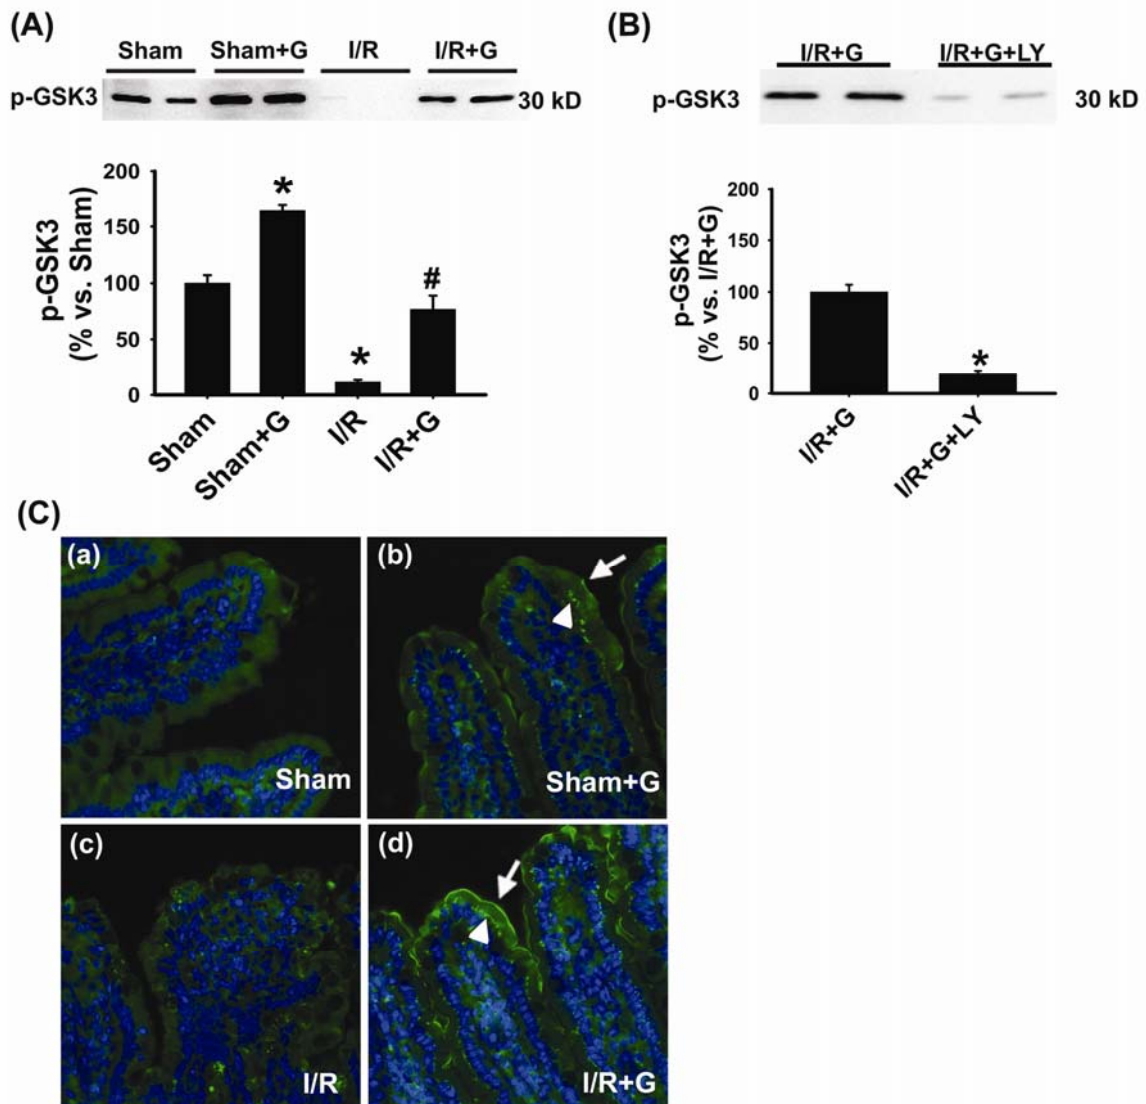 (A)
Sham Sham+G I/R I/R+G
p-GSK3 30 kD
p-GSK3
(% vs. Sham)
200
150
100
50
0
* * #
Sham Sham+G I/R I/R+G
(B)
I/R+G I/R+G+LY
p-GSK3 30 kD
p-GSK3
(% vs. I/R+G)
200
150
100
50
0
*
I/R+G I/R+G+LY
(C)
(a) Sham
(b) Sham+G
(c) I/R
(d) I/R+G